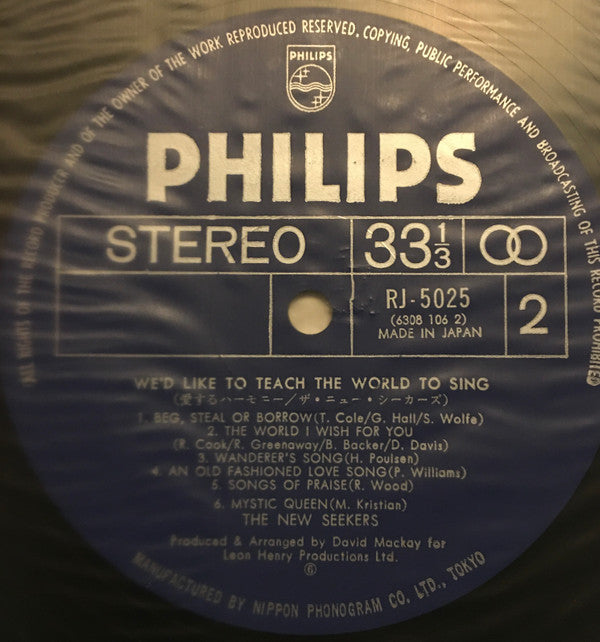 ALL RIGHTS OF THE RECORD PRODUCER AND OF THE OWNER OF THE WORK REPRODUCED RESERVED. COPYING, PUBLIC PERFORMANCE AND BROADCASTING OF THIS RECORD PROHIBITED
PHILIPS
PHILIPS
STEREO 33 1/3
RJ-5025
(6308 106 2)
MADE IN JAPAN
2
WE'D LIKE TO TEACH THE WORLD TO SING
(愛するハーモニー/ザ・ニュー・シーカーズ)
1. BEG, STEAL OR BORROW(T. Cole/G. Hall/S. Wolfe)
2. THE WORLD I WISH FOR YOU
(R. Cook/R. Greenaway/B. Backer/D. Davis)
3. WANDERER'S SONG(H. Poulsen)
4. AN OLD FASHIONED LOVE SONG(P. Williams)
5. SONGS OF PRAISE(R. Wood)
6. MYSTIC QUEEN(M. Kristian)
THE NEW SEEKERS
Produced & Arranged by David Mackay for
Leon Henry Productions Ltd.
⑥
MANUFACTURED BY NIPPON PHONOGRAM CO. LTD., TOKYO